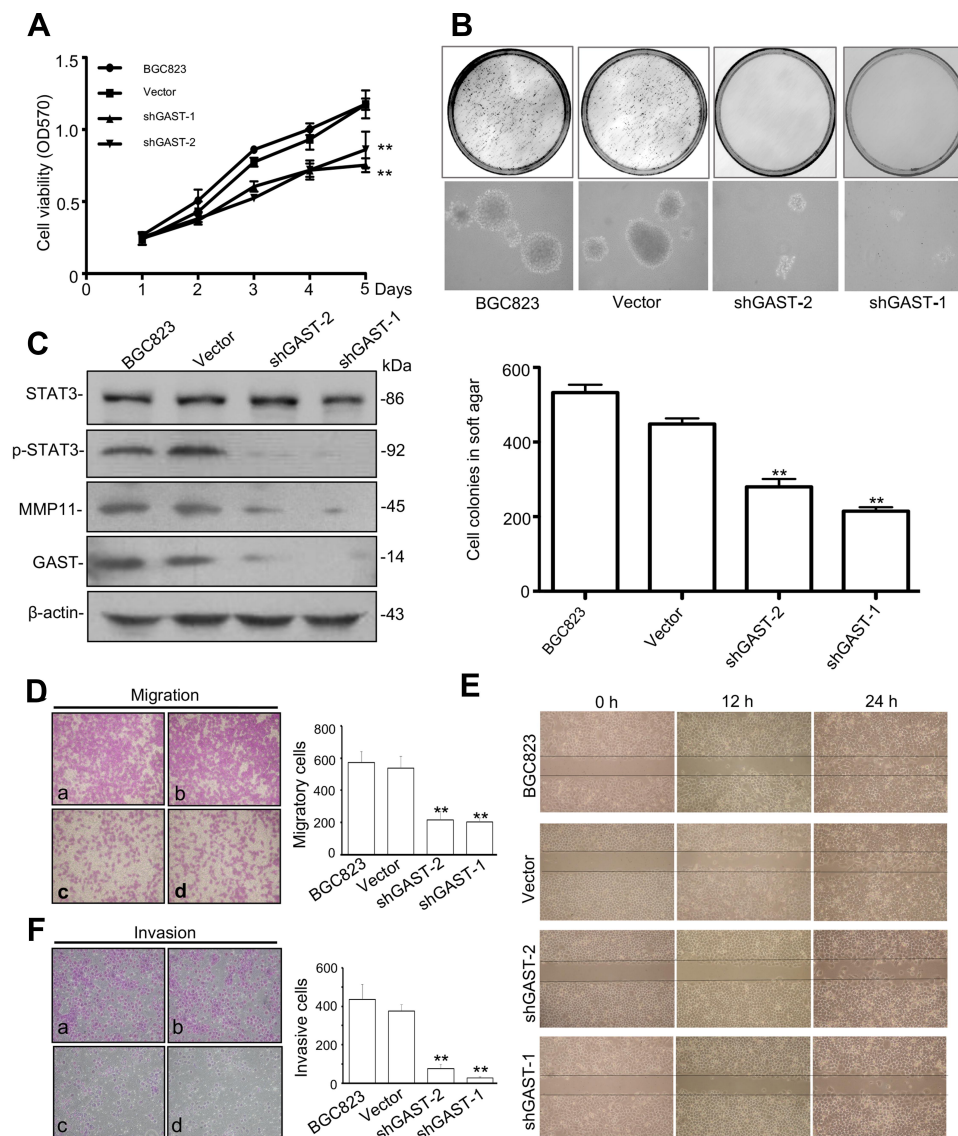 A
Cell viability (OD570)
1.5
1.0
0.5
0
0 1 2 3 4 5 Days
BGC823
Vector
shGAST-1
shGAST-2
**
**
B
BGC823 Vector shGAST-2 shGAST-1
Cell colonies in soft agar
600
400
200
0
**
**
BGC823 Vector shGAST-2 shGAST-1
C
BGC823 Vector shGAST-2 shGAST-1
kDa
STAT3- -86
p-STAT3- -92
MMP11- -45
GAST- -14
β-actin- -43
D
Migration
a b
c d
Migratory cells
800
600
400
200
0
** **
BGC823 Vector shGAST-2 shGAST-1
E
0 h 12 h 24 h
BGC823
Vector
shGAST-2
shGAST-1
F
Invasion
a b
c d
Invasive cells
600
400
200
0
** **
BGC823 Vector shGAST-2 shGAST-1